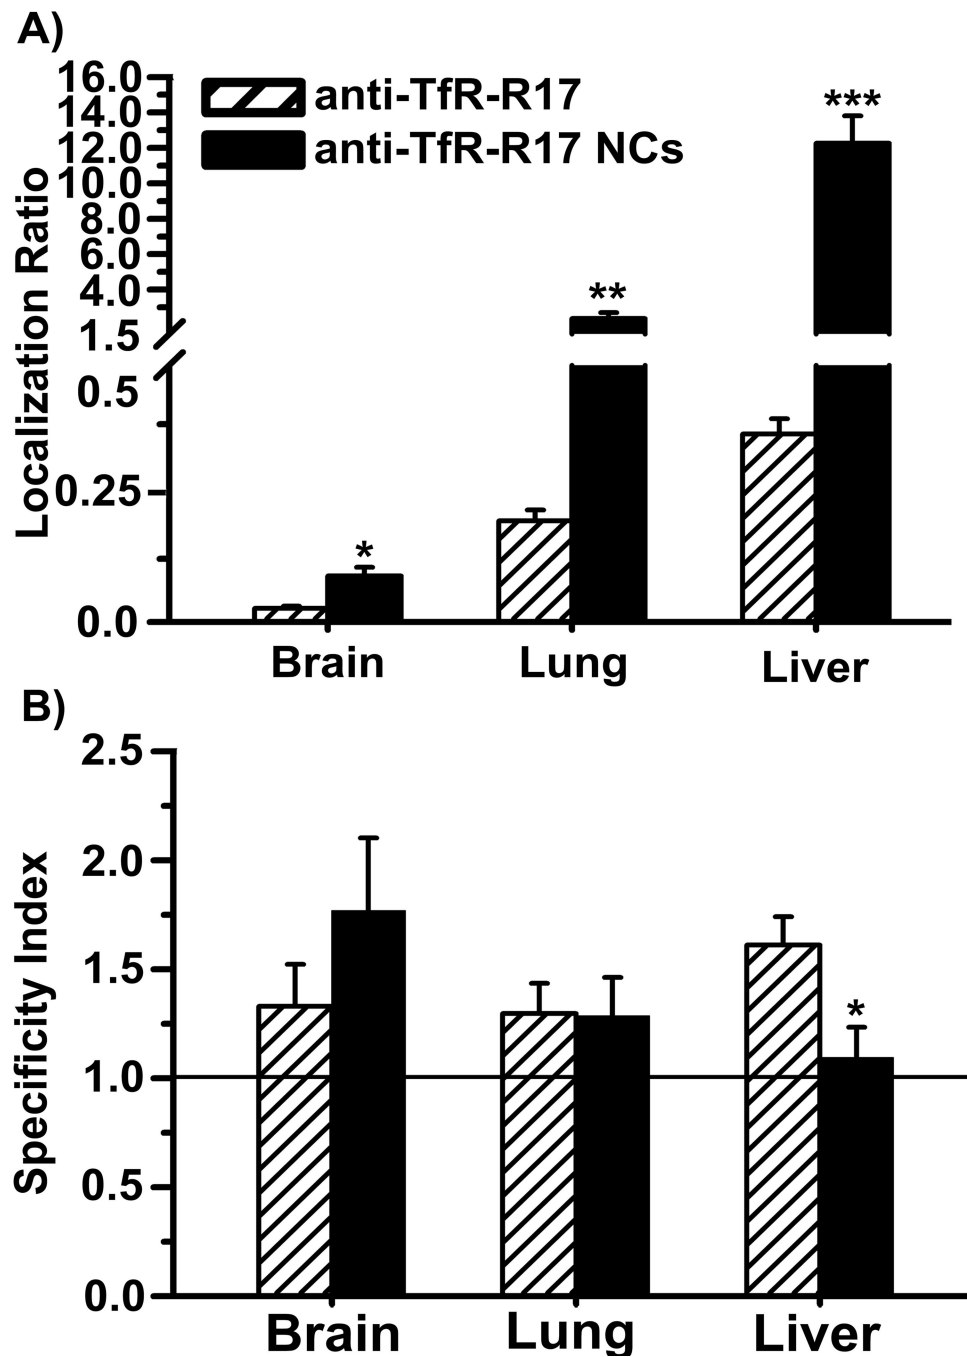 A)
Localization Ratio
16.0
14.0
12.0
10.0
8.0
6.0
4.0
1.5
0.5
0.25
0.0
anti-TfR-R17
anti-TfR-R17 NCs
*
**
***
Brain Lung Liver
B)
Specificity Index
2.5
2.0
1.5
1.0
0.5
0.0
*
Brain Lung Liver